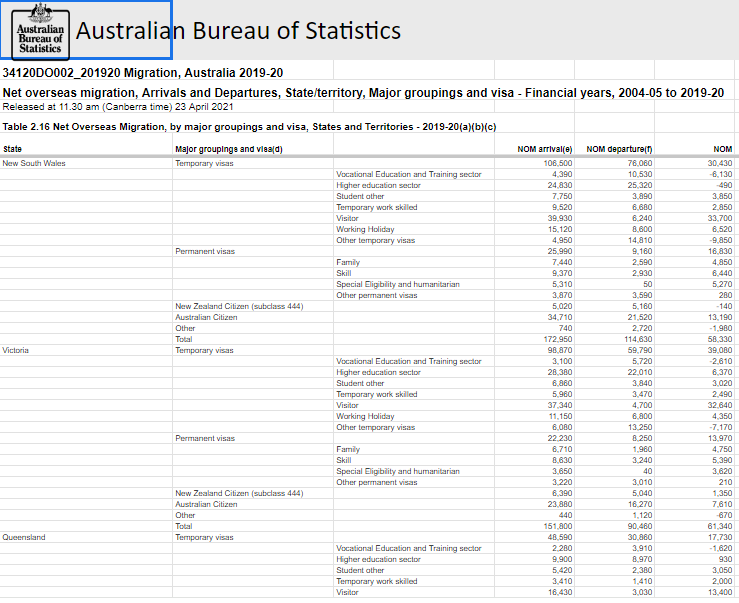 Australian
Bureau of
Statistics
Australian Bureau of Statistics
34120DO002_201920 Migration, Australia 2019-20
Net overseas migration, Arrivals and Departures, State/territory, Major groupings and visa - Financial years, 2004-05 to 2019-20
Released at 11.30 am (Canberra time) 23 April 2021
Table 2.16 Net Overseas Migration, by major groupings and visa, States and Territories - 2019-20(a)(b)(c)
State Major groupings and visa(d) NOM arrival(e) NOM departure(f) NOM
New South Wales Temporary visas 106,500 76,060 30,430
Vocational Education and Training sector 4,390 10,530 -6,130
Higher education sector 24,830 25,320 -490
Student other 7,750 3,890 3,850
Temporary work skilled 9,520 6,680 2,850
Visitor 39,930 6,240 33,700
Working Holiday 15,120 8,600 6,520
Other temporary visas 4,950 14,810 -9,850
Permanent visas 25,990 9,160 16,830
Family 7,440 2,590 4,850
Skill 9,370 2,930 6,440
Special Eligibility and humanitarian 5,310 50 5,270
Other permanent visas 3,870 3,590 280
New Zealand Citizen (subclass 444) 5,020 5,160 -140
Australian Citizen 34,710 21,520 13,190
Other 740 2,720 -1,980
Total 172,950 114,630 58,330
Victoria Temporary visas 98,870 59,790 39,080
Vocational Education and Training sector 3,100 5,720 -2,610
Higher education sector 28,380 22,010 6,370
Student other 6,860 3,840 3,020
Temporary work skilled 5,960 3,470 2,490
Visitor 37,340 4,700 32,640
Working Holiday 11,150 6,800 4,350
Other temporary visas 6,080 13,250 -7,170
Permanent visas 22,230 8,250 13,970
Family 6,710 1,960 4,750
Skill 8,630 3,240 5,390
Special Eligibility and humanitarian 3,650 40 3,620
Other permanent visas 3,220 3,010 210
New Zealand Citizen (subclass 444) 6,390 5,040 1,350
Australian Citizen 23,880 16,270 7,610
Other 440 1,120 -670
Total 151,800 90,460 61,340
Queensland Temporary visas 48,590 30,860 17,730
Vocational Education and Training sector 2,280 3,910 -1,620
Higher education sector 9,900 8,970 930
Student other 5,420 2,380 3,050
Temporary work skilled 3,410 1,410 2,000
Visitor 16,430 3,030 13,400